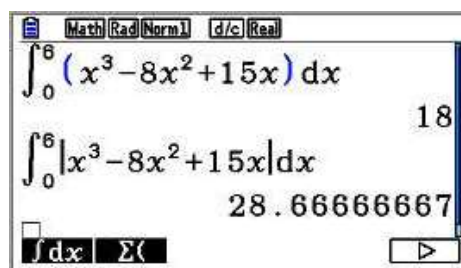 Math Rad Norm1 d/c Real
∫₀⁶(x³-8x²+15x)dx
18
∫₀⁶|x³-8x²+15x|dx
28.66666667
∫dx Σ( ▷